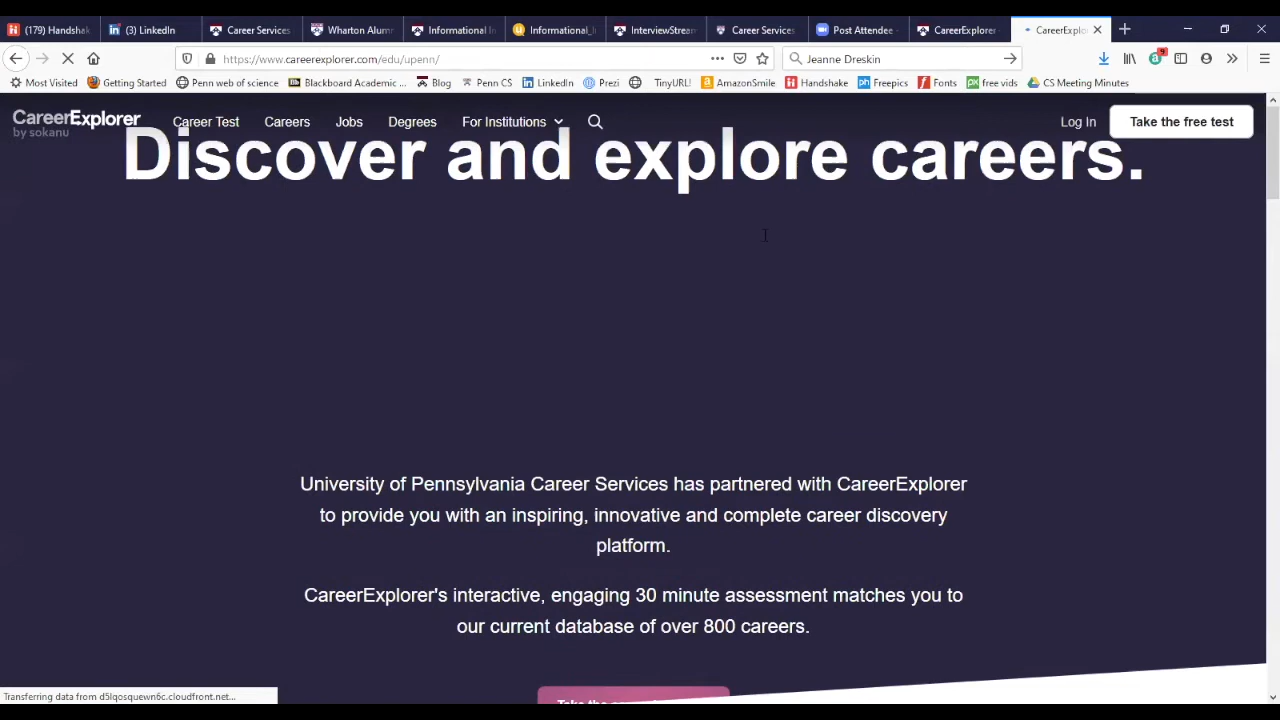 (179) Handshak
(3) LinkedIn
Career Services
Wharton Alumn
Informational In
Informational_I
InterviewStream
Career Services
Post Attendee -
CareerExplorer -
CareerExplo
https://www.careerexplorer.com/edu/upenn/
Jeanne Dreskin
9
Most Visited
Getting Started
Penn web of science
Blackboard Academic ...
Blog
Penn CS
LinkedIn
Prezi
TinyURL!
AmazonSmile
Handshake
Freepics
Fonts
free vids
CS Meeting Minutes
CareerExplorer
by sokanu
Career Test
Careers
Jobs
Degrees
For Institutions
Log In
Take the free test
Discover and explore careers.
University of Pennsylvania Career Services has partnered with CareerExplorer
to provide you with an inspiring, innovative and complete career discovery
platform.
CareerExplorer's interactive, engaging 30 minute assessment matches you to
our current database of over 800 careers.
Transferring data from d5lqosquewn6c.cloudfront.net...